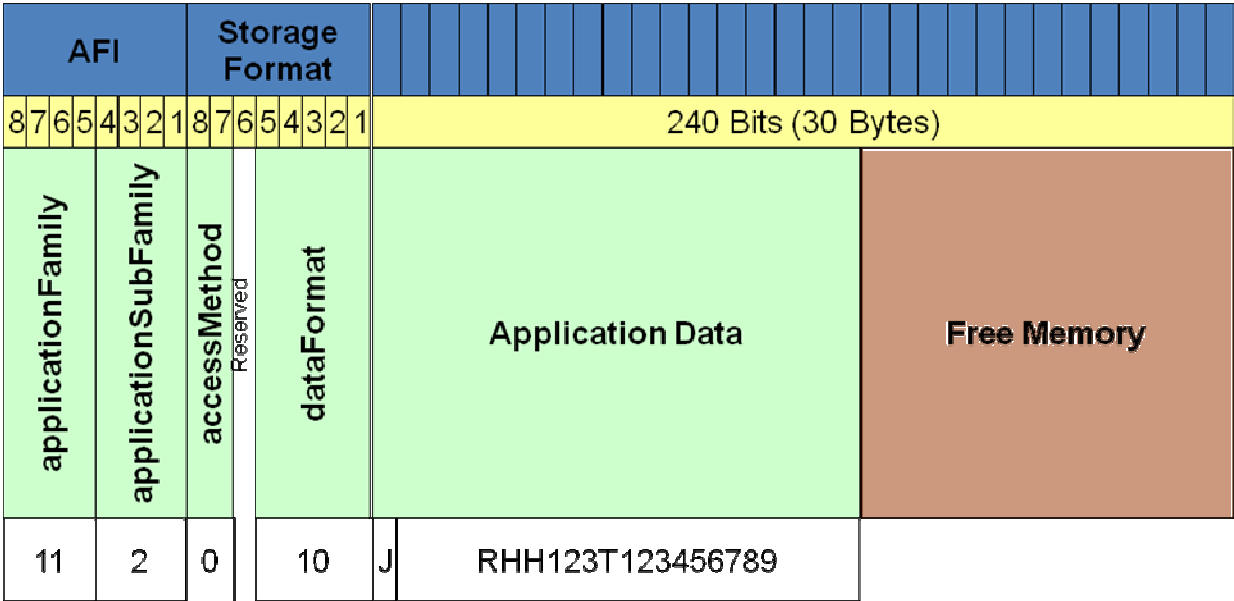 AFI
Storage
Format
8 7 6 5 4 3 2 1 8 7 6 5 4 3 2 1
240 Bits (30 Bytes)
applicationFamily
applicationSubFamily
accessMethod
Reserved
dataFormat
Application Data
Free Memory
11 2 0 10 J RHH123T123456789